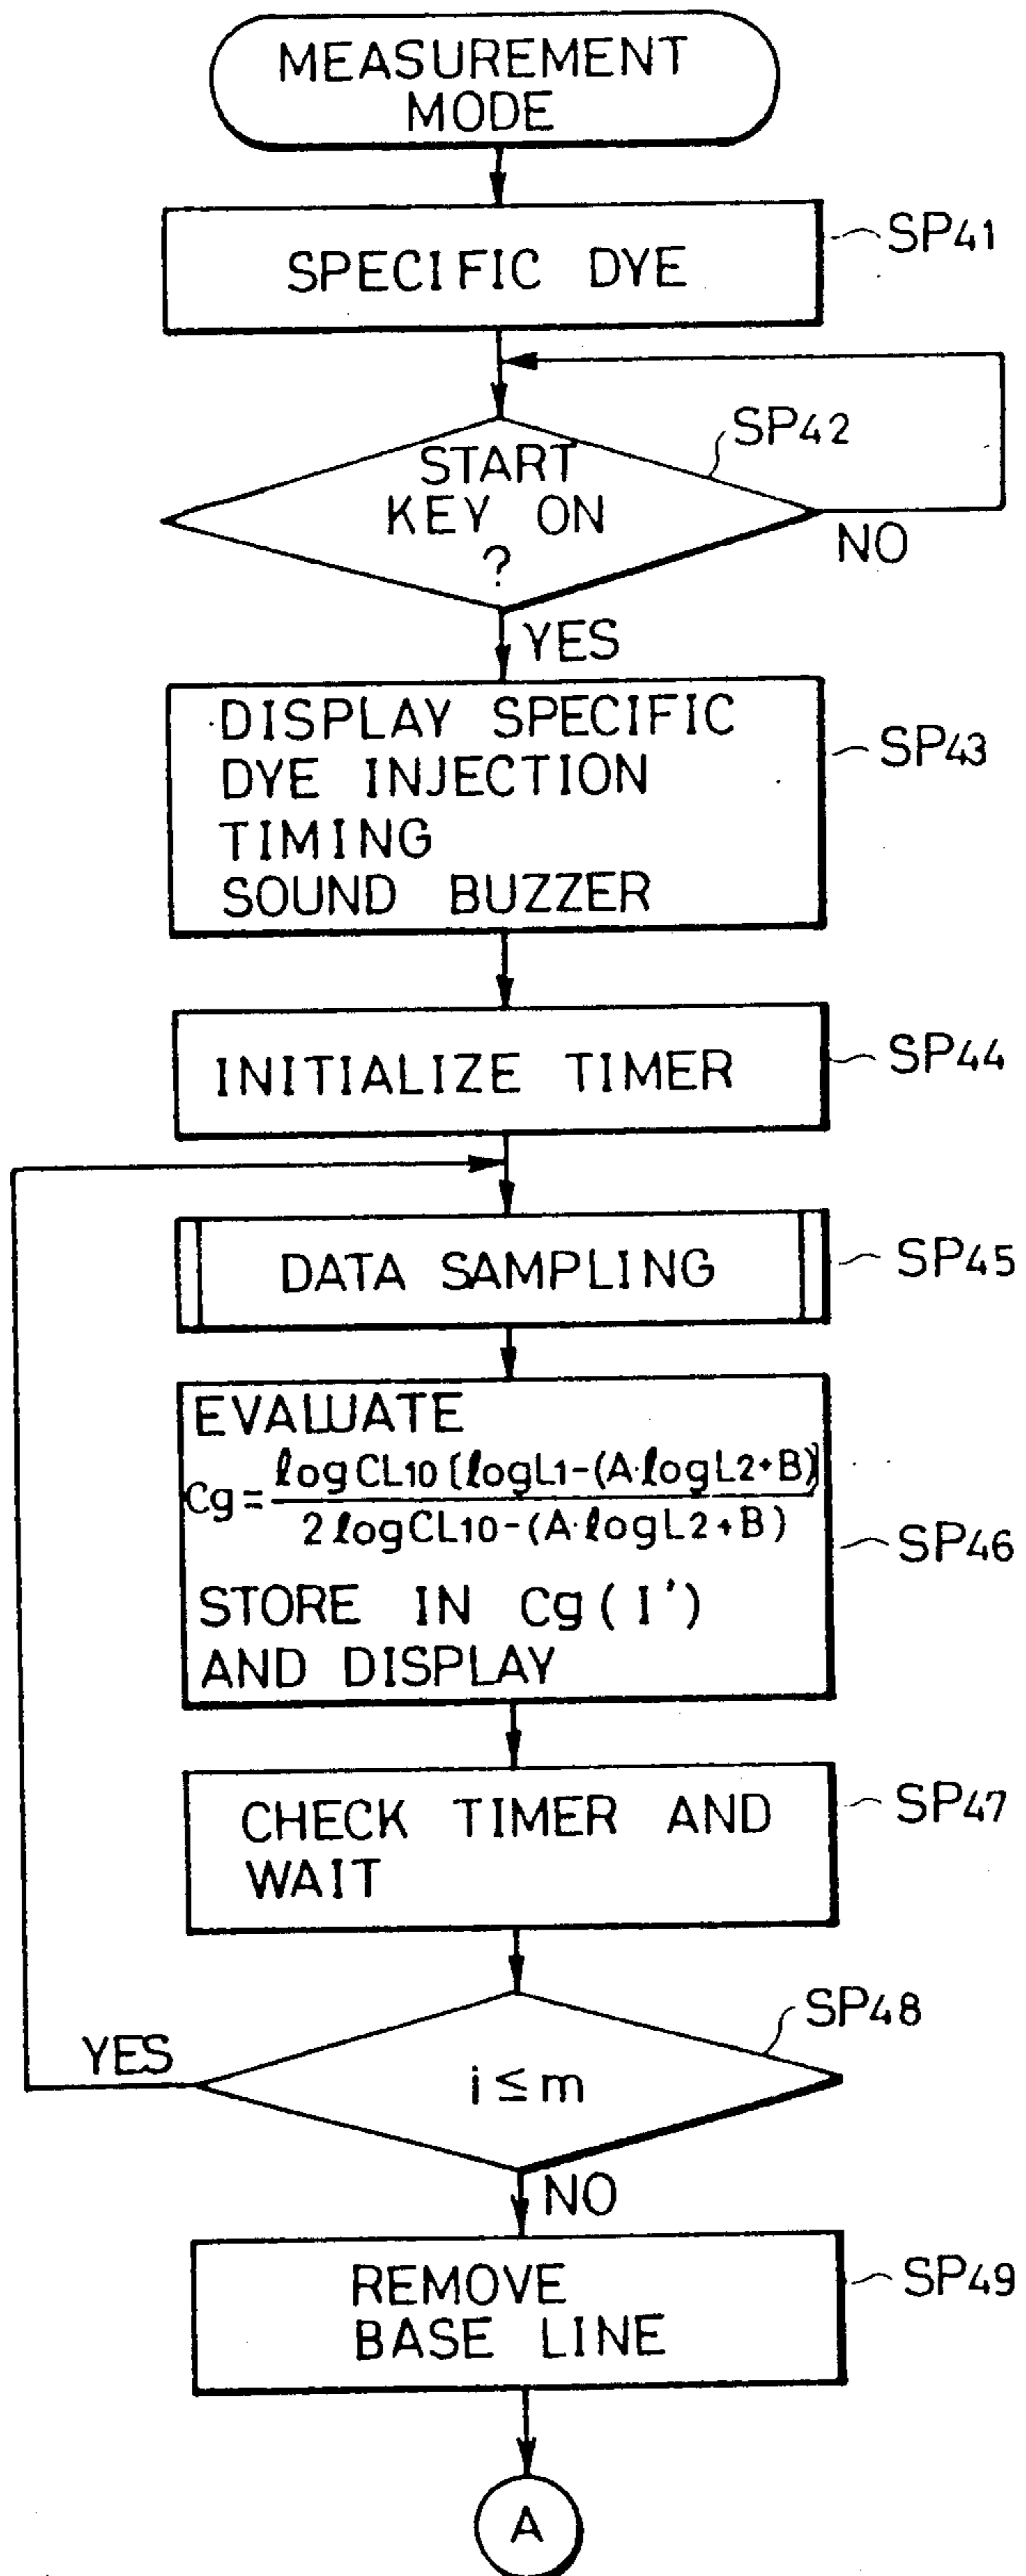 MEASUREMENT
MODE
SPECIFIC DYE
SP41
START
KEY ON
?
SP42
NO
YES
DISPLAY SPECIFIC
DYE INJECTION
TIMING
SOUND BUZZER
SP43
INITIALIZE TIMER
SP44
DATA SAMPLING
SP45
EVALUATE
Cg = logCL10 [logL1-(A·logL2+B)] / 2 logCL10-(A·logL2+B)
STORE IN Cg(I')
AND DISPLAY
SP46
CHECK TIMER AND
WAIT
SP47
i ≤ m
SP48
YES
NO
REMOVE
BASE LINE
SP49
A